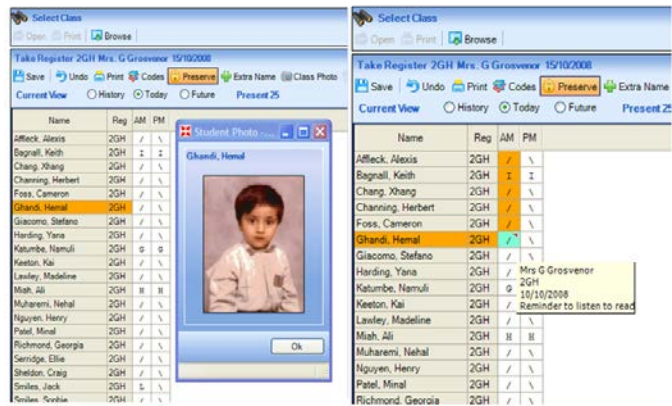 Select Class
Open Print Browse
Take Register 2GH Mrs. G Grosvenor 15/10/2008
Save Undo Print Codes Preserve Extra Name Class Photo
Current View History Today Future Present 25
Name Reg AM PM
Affleck, Alexis 2GH / \
Bagnall, Keith 2GH I I
Chang, Xhang 2GH / \
Channing, Herbert 2GH / \
Foss, Cameron 2GH / \
Ghandi, Hemal 2GH / \
Giacomo, Stefano 2GH / \
Harding, Yana 2GH / \
Katumbe, Namuli 2GH G G
Keeton, Kai 2GH / \
Lawley, Madeline 2GH / \
Miah, Ali 2GH H H
Muharemi, Nehal 2GH / \
Nguyen, Henry 2GH / \
Patel, Minal 2GH / \
Richmond, Georgia 2GH / \
Serridge, Ellie 2GH / \
Sheldon, Craig 2GH / \
Smiles, Jack 2GH L \
Smiles, Sophie 2GH / \
Student Photo -...
Ghandi, Hemal
Ok
Select Class
Open Print Browse
Take Register 2GH Mrs. G Grosvenor 15/10/2008
Save Undo Print Codes Preserve Extra Name
Current View History Today Future Present 25
Name Reg AM PM
Affleck, Alexis 2GH / \
Bagnall, Keith 2GH I I
Chang, Xhang 2GH / \
Channing, Herbert 2GH / \
Foss, Cameron 2GH / \
Ghandi, Hemal 2GH / \
Giacomo, Stefano 2GH / \
Harding, Yana 2GH /
Katumbe, Namuli 2GH G
Keeton, Kai 2GH /
Lawley, Madeline 2GH / \
Miah, Ali 2GH H H
Muharemi, Nehal 2GH / \
Nguyen, Henry 2GH / \
Patel, Minal 2GH / \
Richmond, Georgia 2GH / \
Mrs G Grosvenor
2GH
10/10/2008
Reminder to listen to read